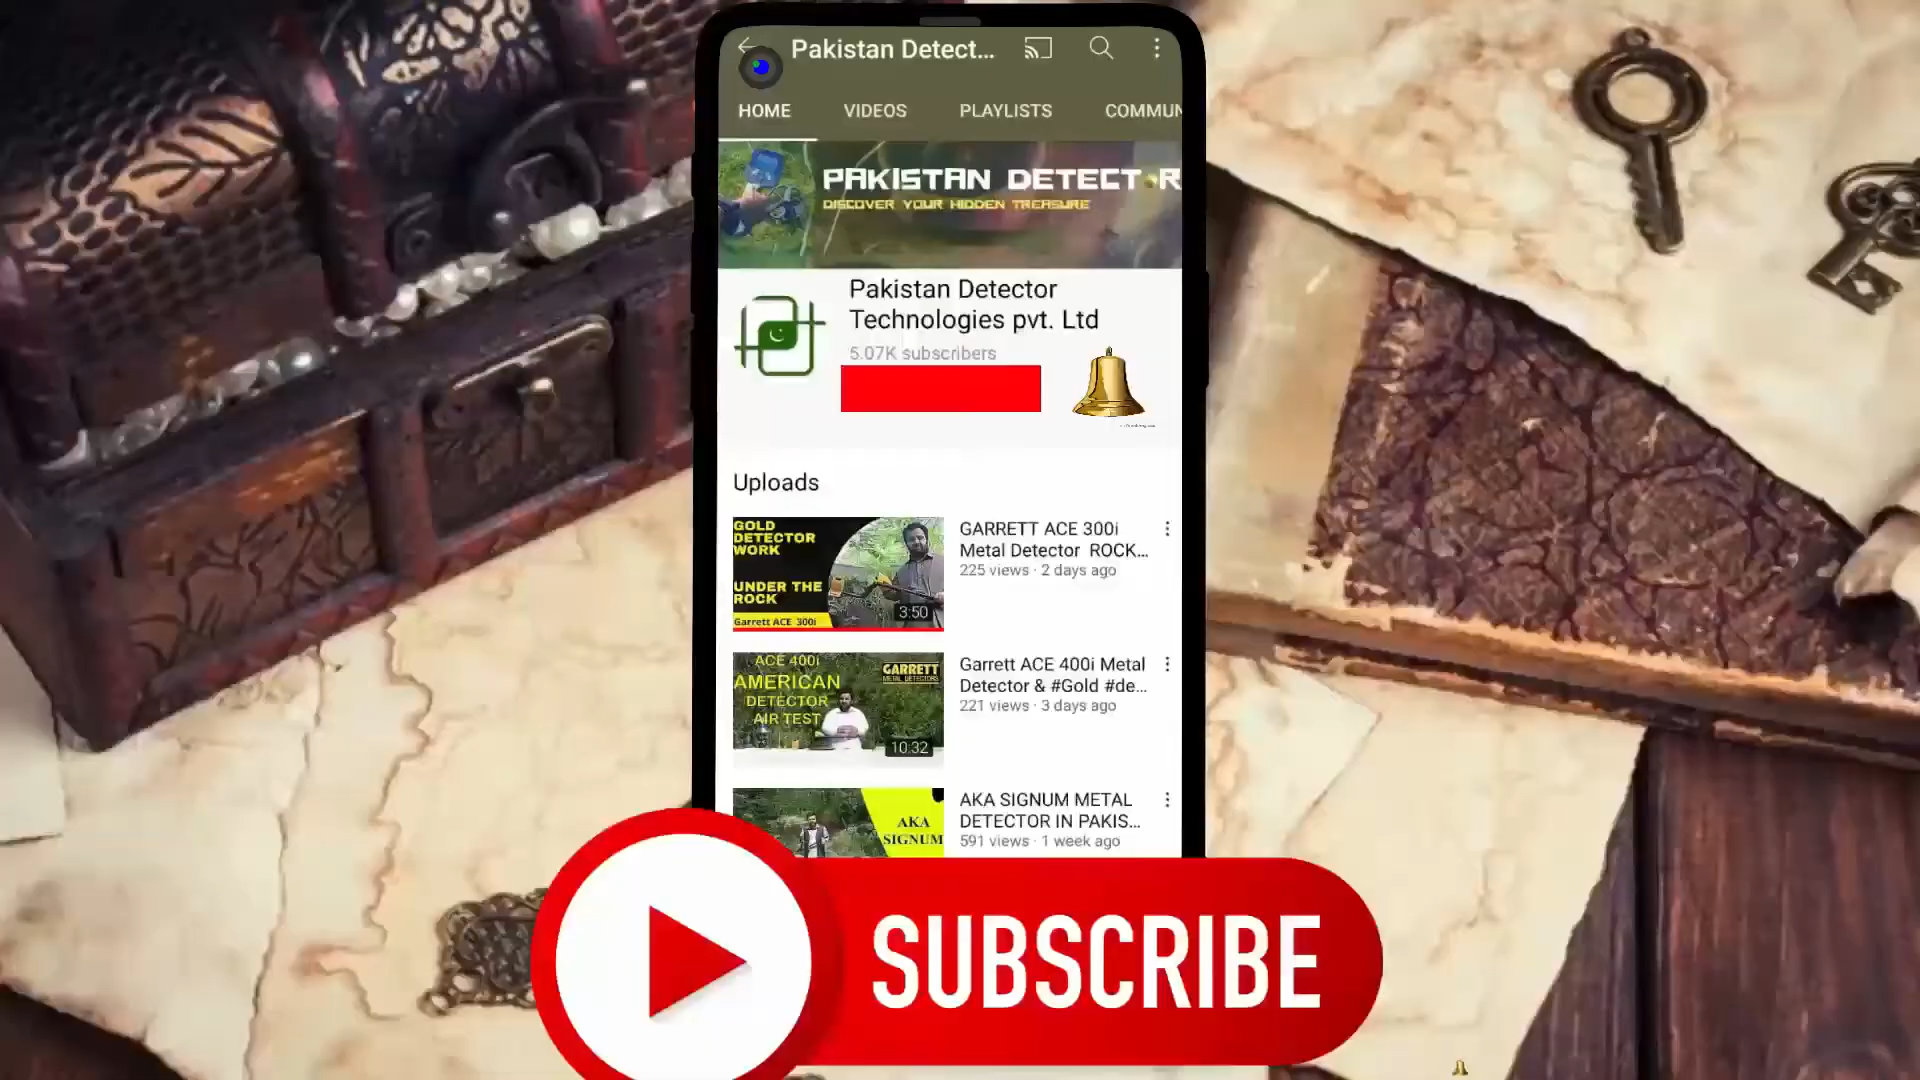 Pakistan Detect...
HOME VIDEOS PLAYLISTS COMMUN
PAKISTAN DETECT R
DISCOVER YOUR HIDDEN TREASURE
Pakistan Detector
Technologies pvt. Ltd
5.07K subscribers
Uploads
GOLD
DETECTOR
WORK
UNDER THE
ROCK
Garrett ACE 300i
3:50
GARRETT ACE 300i
Metal Detector ROCK...
225 views · 2 days ago
ACE 400i
AMERICAN
DETECTOR
AIR TEST
GARRETT
METAL DETECTORS
10:32
Garrett ACE 400i Metal
Detector & #Gold #de...
221 views · 3 days ago
AKA
SIGNUM
AKA SIGNUM METAL
DETECTOR IN PAKIS...
591 views · 1 week ago
SUBSCRIBE